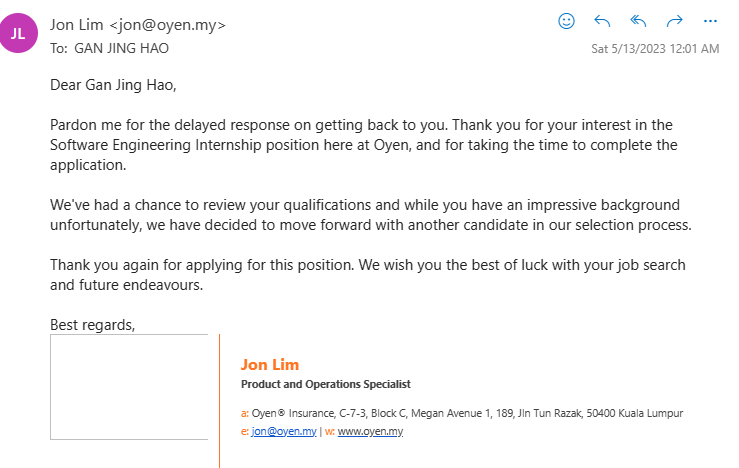 JL
Jon Lim <jon@oyen.my>
To: GAN JING HAO
Sat 5/13/2023 12:01 AM
Dear Gan Jing Hao,
Pardon me for the delayed response on getting back to you. Thank you for your interest in the
Software Engineering Internship position here at Oyen, and for taking the time to complete the
application.
We've had a chance to review your qualifications and while you have an impressive background
unfortunately, we have decided to move forward with another candidate in our selection process.
Thank you again for applying for this position. We wish you the best of luck with your job search
and future endeavours.
Best regards,
Jon Lim
Product and Operations Specialist
a: Oyen® Insurance, C-7-3, Block C, Megan Avenue 1, 189, Jln Tun Razak, 50400 Kuala Lumpur
e: jon@oyen.my | w: www.oyen.my